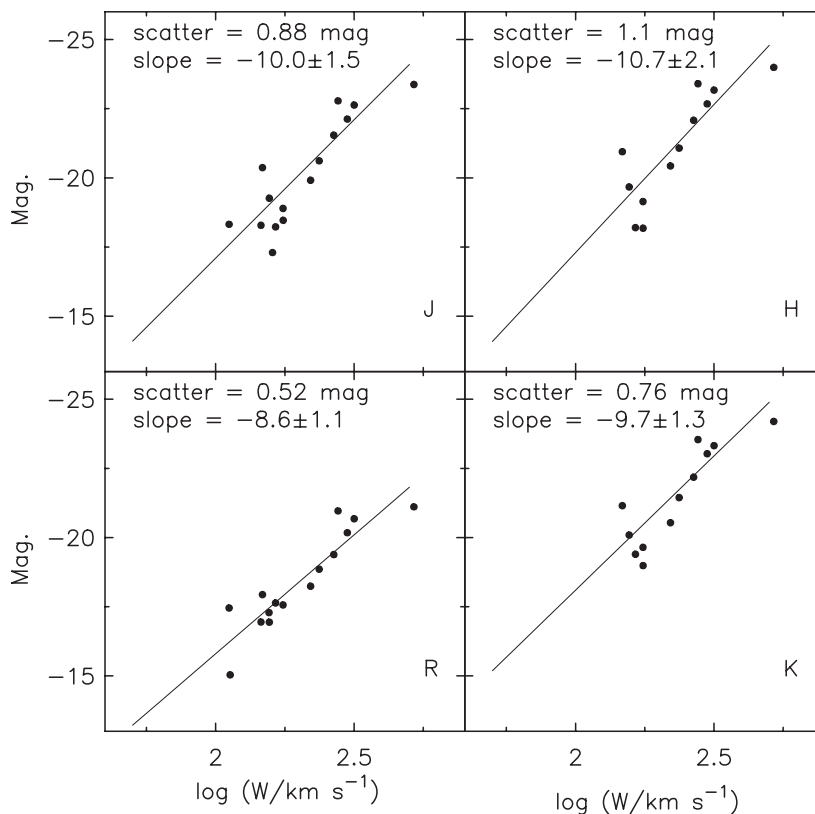 scatter = 0.88 mag
slope = −10.0±1.5
scatter = 1.1 mag
slope = −10.7±2.1
−25
−20
−15
Mag.
J
H
scatter = 0.52 mag
slope = −8.6±1.1
scatter = 0.76 mag
slope = −9.7±1.3
−25
−20
−15
Mag.
R
K
2
2.5
2
2.5
log (W/km s⁻¹)
log (W/km s⁻¹)